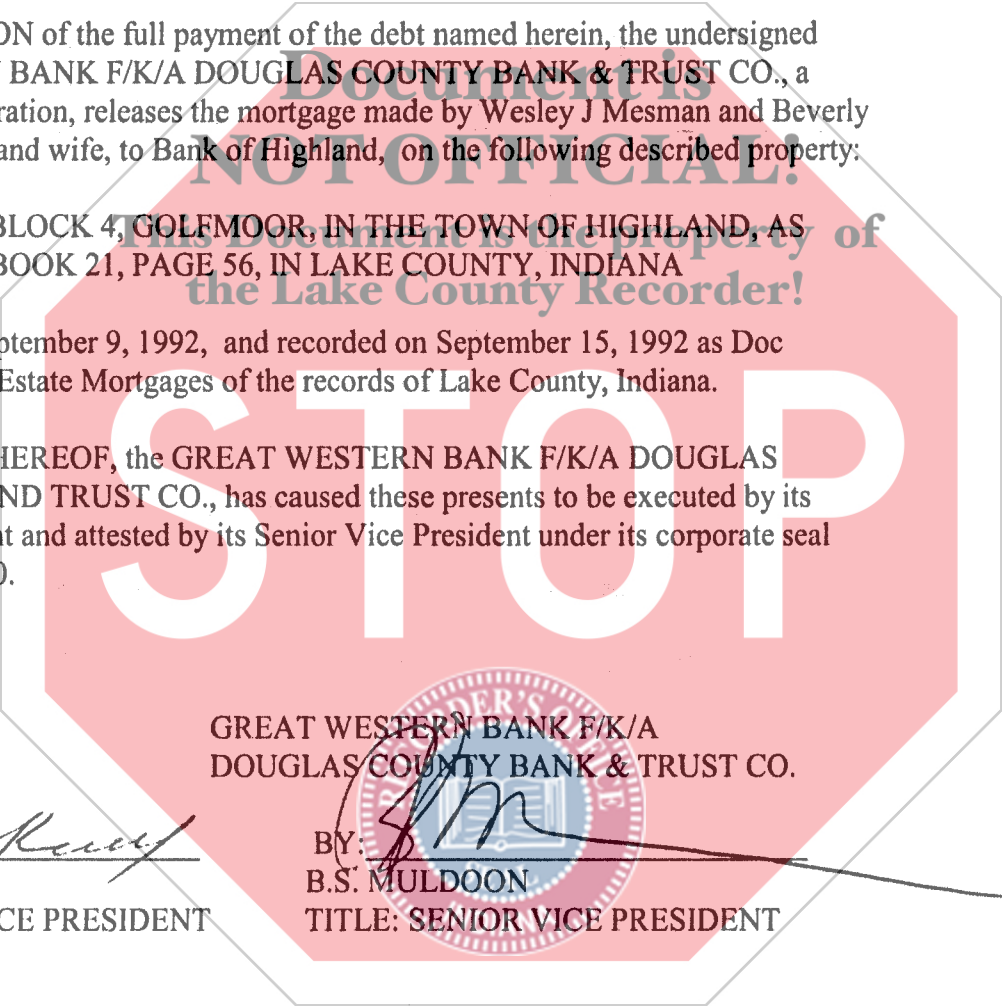 ON of the full payment of the debt named herein, the undersigned
BANK F/K/A DOUGLAS COUNTY BANK & TRUST CO., a
ration, releases the mortgage made by Wesley J Mesman and Beverly
and wife, to Bank of Highland, on the following described property:
BLOCK 4, GOLFMOOR, IN THE TOWN OF HIGHLAND, AS
BOOK 21, PAGE 56, IN LAKE COUNTY, INDIANA
ptember 9, 1992, and recorded on September 15, 1992 as Doc
Estate Mortgages of the records of Lake County, Indiana.
HEREOF, the GREAT WESTERN BANK F/K/A DOUGLAS
ND TRUST CO., has caused these presents to be executed by its
t and attested by its Senior Vice President under its corporate seal
0.
GREAT WESTERN BANK F/K/A
DOUGLAS COUNTY BANK & TRUST CO.
BY:
B.S. MULDOON
CE PRESIDENT TITLE: SENIOR VICE PRESIDENT
Document is
NOT OFFICIAL!
This Document is the property of
the Lake County Recorder!
STOP
RECORDER'S OFFICE
SEAL
INDIANA